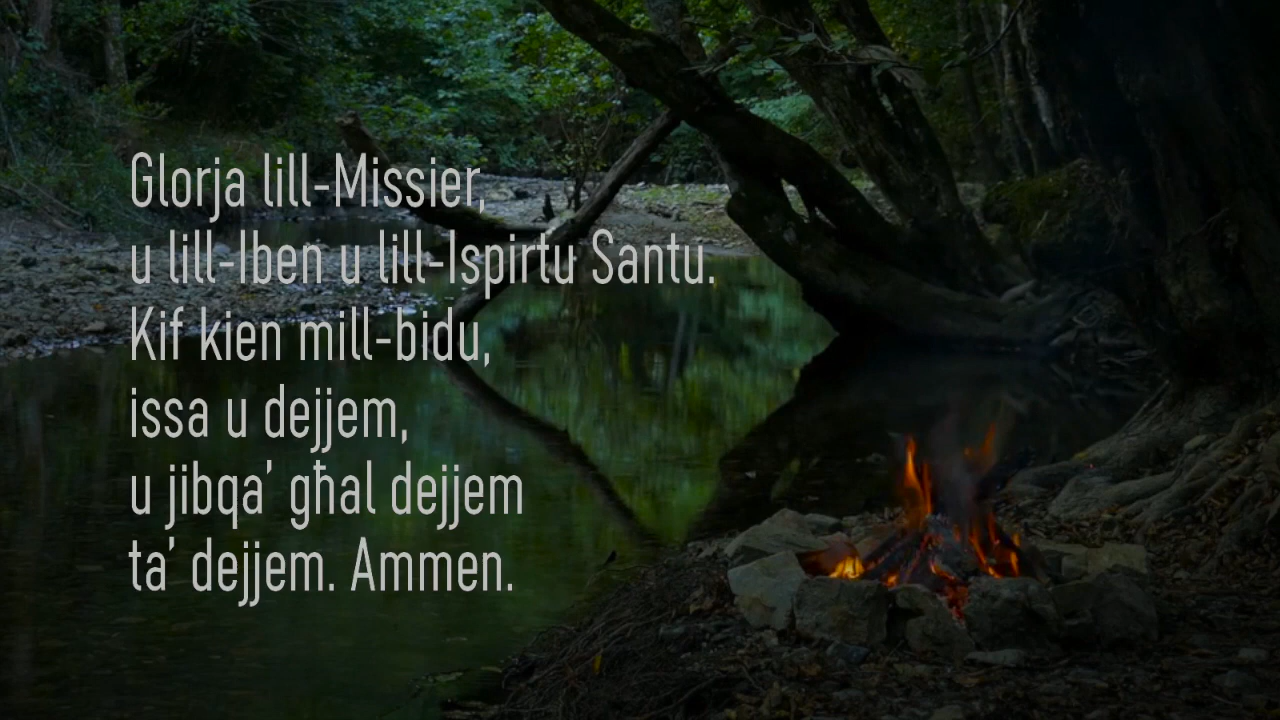 Glorja lill-Missier,
u lill-Iben u lill-Ispirtu Santu.
Kif kien mill-bidu,
issa u dejjem,
u jibqa’ għal dejjem
ta’ dejjem. Ammen.